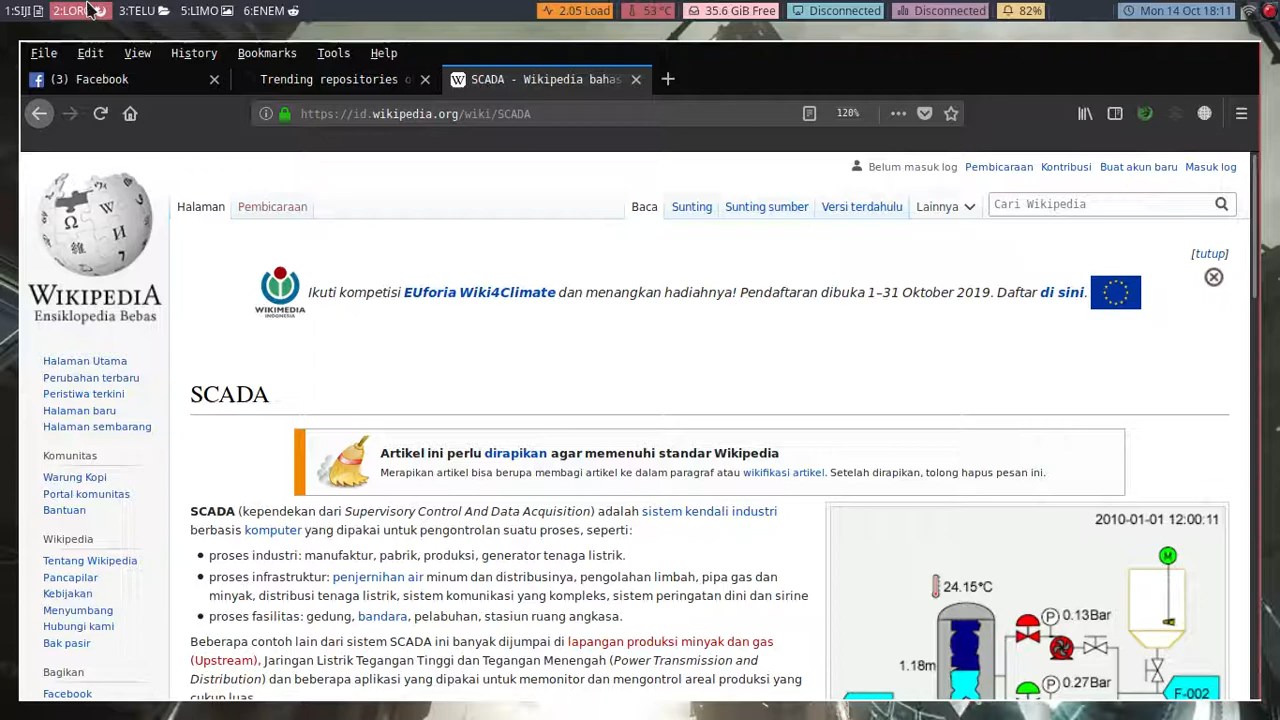 1:SIJI 2:LOR 3:TELU 5:LIMO 6:ENEM 2.05 Load 53 °C 35.6 GiB Free Disconnected Disconnected 82% Mon 14 Oct 18:11
File Edit View History Bookmarks Tools Help
(3) Facebook Trending repositories SCADA - Wikipedia bahas
https://id.wikipedia.org/wiki/SCADA 120%
Belum masuk log Pembicaraan Kontribusi Buat akun baru Masuk log
Halaman Pembicaraan Baca Sunting Sunting sumber Versi terdahulu Lainnya Cari Wikipedia
[tutup]
WIKIPEDIA
Ensiklopedia Bebas
WIKIMEDIA
INDONESIA
Ikuti kompetisi EUforia Wiki4Climate dan menangkan hadiahnya! Pendaftaran dibuka 1–31 Oktober 2019. Daftar di sini.
Halaman Utama
Perubahan terbaru
Peristiwa terkini
Halaman baru
Halaman sembarang
Komunitas
Warung Kopi
Portal komunitas
Bantuan
Wikipedia
Tentang Wikipedia
Pancapilar
Kebijakan
Menyumbang
Hubungi kami
Bak pasir
Bagikan
Facebook
SCADA
Artikel ini perlu dirapikan agar memenuhi standar Wikipedia
Merapikan artikel bisa berupa membagi artikel ke dalam paragraf atau wikifikasi artikel. Setelah dirapikan, tolong hapus pesan ini.
SCADA (kependekan dari Supervisory Control And Data Acquisition) adalah sistem kendali industri
berbasis komputer yang dipakai untuk pengontrolan suatu proses, seperti:
proses industri: manufaktur, pabrik, produksi, generator tenaga listrik.
proses infrastruktur: penjernihan air minum dan distribusinya, pengolahan limbah, pipa gas dan
minyak, distribusi tenaga listrik, sistem komunikasi yang kompleks, sistem peringatan dini dan sirine
proses fasilitas: gedung, bandara, pelabuhan, stasiun ruang angkasa.
Beberapa contoh lain dari sistem SCADA ini banyak dijumpai di lapangan produksi minyak dan gas
(Upstream), Jaringan Listrik Tegangan Tinggi dan Tegangan Menengah (Power Transmission and
Distribution) dan beberapa aplikasi yang dipakai untuk memonitor dan mengontrol areal produksi yang
cukup luas.
2010-01-01 12:00:11
M
24.15°C
P 0.13Bar
1.18m
P 0.27Bar
F-002